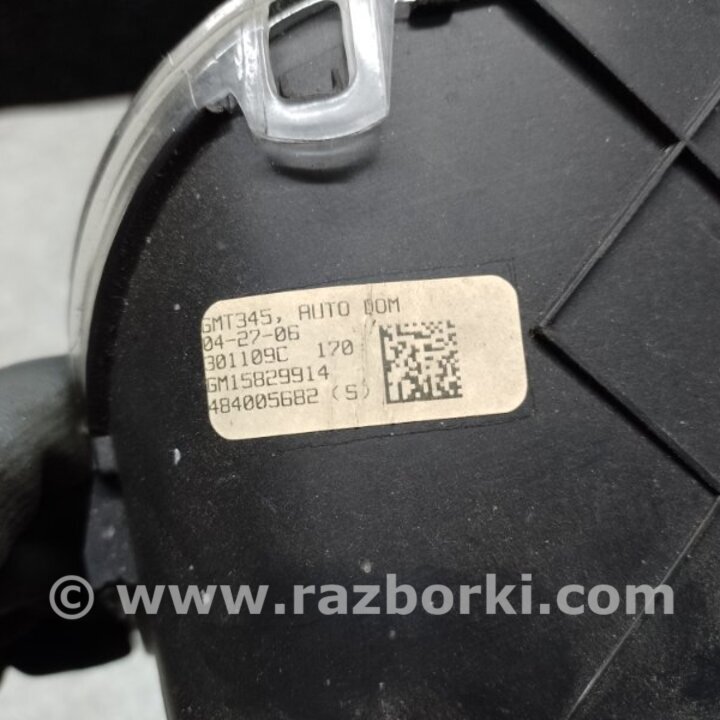 GMT345, AUTO DOM
04-27-06
301109C 170
GM15829914
484005682 (S)
© www.razborki.com